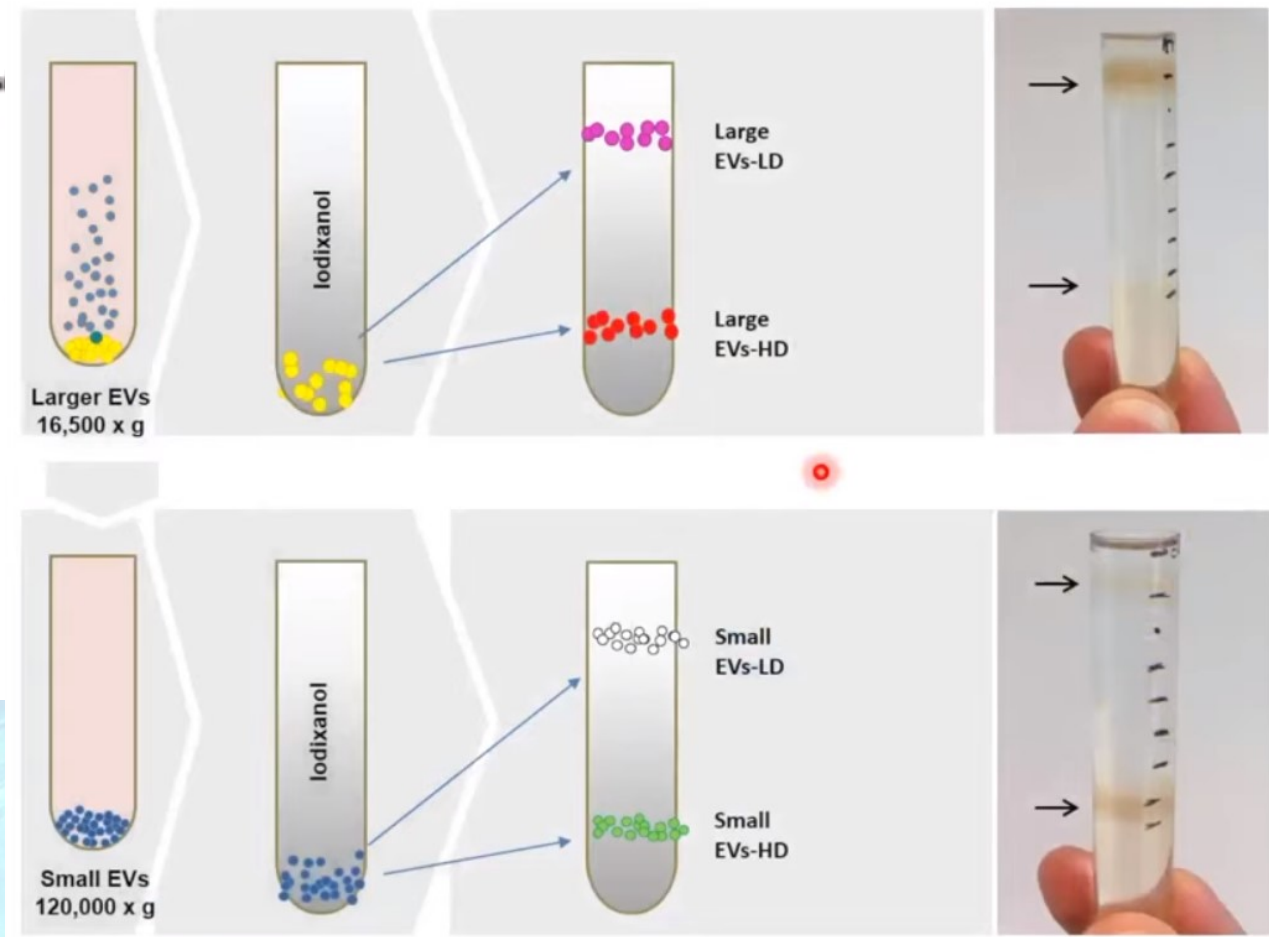 Iodixanol
Large
EVs-LD
Large
EVs-HD
Larger EVs
16,500 x g
Iodixanol
Small
EVs-LD
Small
EVs-HD
Small EVs
120,000 x g